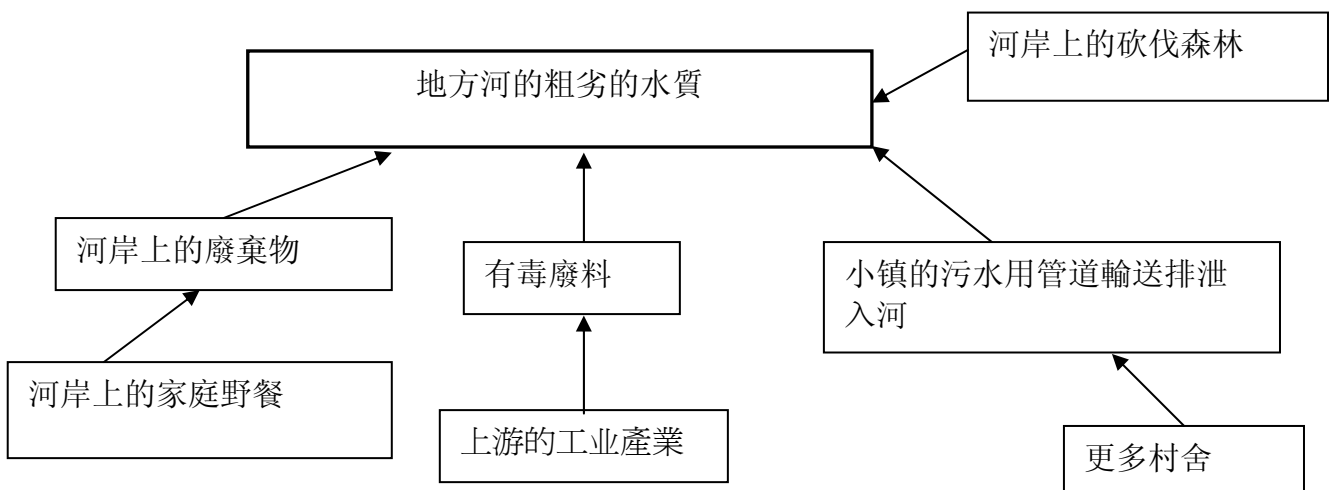 河岸上的砍伐森林
地方河的粗劣的水質
河岸上的廢棄物
有毒廢料
小镇的污水用管道輸送排泄
入河
河岸上的家庭野餐
上游的工业產業
更多村舍